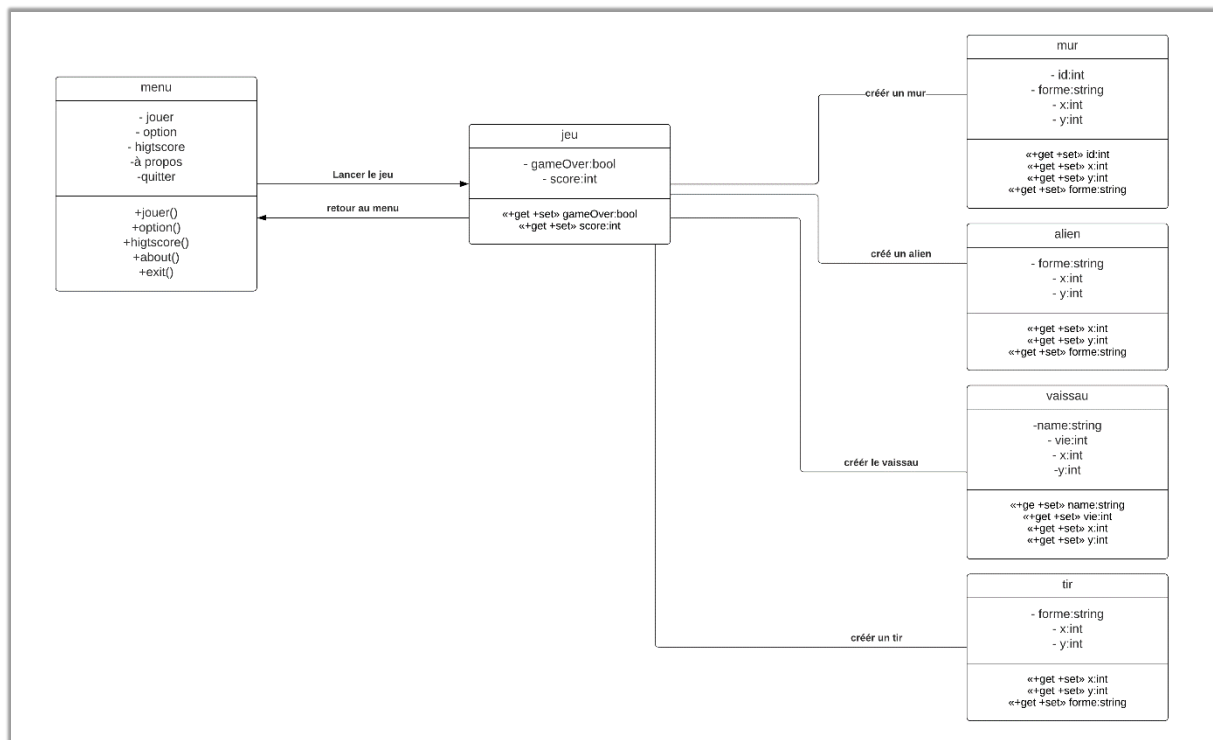 menu
- jouer
- option
- higtscore
-à propos
-quitter
+jouer()
+option()
+higtscore()
+about()
+exit()
Lancer le jeu
retour au menu
jeu
- gameOver:bool
- score:int
«+get +set» gameOver:bool
«+get +set» score:int
créér un mur
créé un alien
créér le vaissau
créér un tir
mur
- id:int
- forme:string
- x:int
- y:int
«+get +set» id:int
«+get +set» x:int
«+get +set» y:int
«+get +set» forme:string
alien
- forme:string
- x:int
- y:int
«+get +set» x:int
«+get +set» y:int
«+get +set» forme:string
vaissau
-name:string
- vie:int
- x:int
-y:int
«+ge +set» name:string
«+get +set» vie:int
«+get +set» x:int
«+get +set» y:int
tir
- forme:string
- x:int
- y:int
«+get +set» x:int
«+get +set» y:int
«+get +set» forme:string